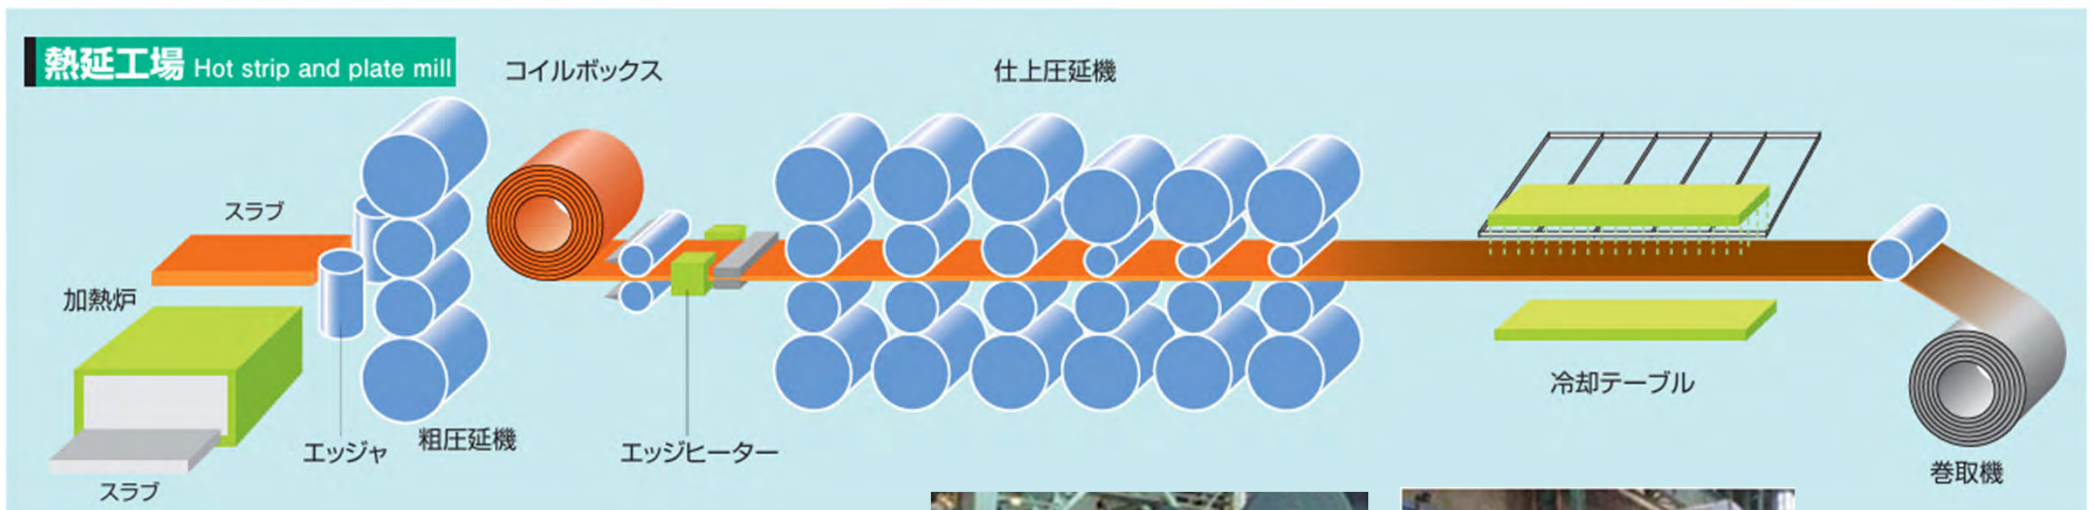 熱延工場 Hot strip and plate mill
コイルボックス
仕上圧延機
スラブ
加熱炉
エッジャ
粗圧延機
エッジヒーター
冷却テーブル
巻取機
スラブ